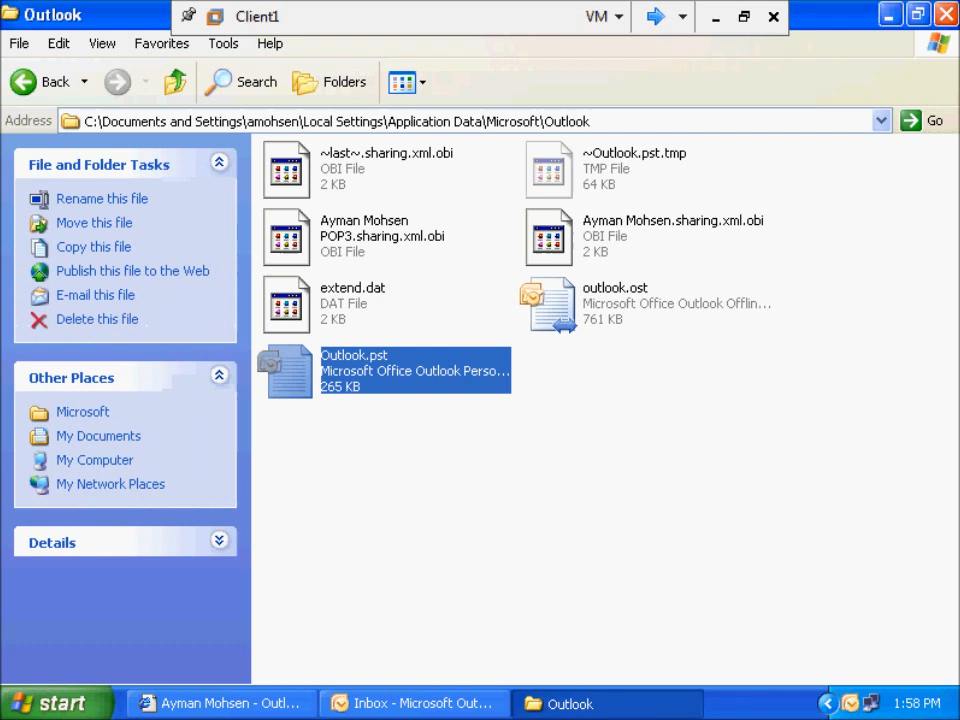 Outlook
Client1
VM
File Edit View Favorites Tools Help
Back Search Folders
Address C:\Documents and Settings\amohsen\Local Settings\Application Data\Microsoft\Outlook Go
File and Folder Tasks
Rename this file
Move this file
Copy this file
Publish this file to the Web
E-mail this file
Delete this file
Other Places
Microsoft
My Documents
My Computer
My Network Places
Details
~last~.sharing.xml.obi
OBI File
2 KB
~Outlook.pst.tmp
TMP File
64 KB
Ayman Mohsen
POP3.sharing.xml.obi
OBI File
Ayman Mohsen.sharing.xml.obi
OBI File
2 KB
extend.dat
DAT File
2 KB
outlook.ost
Microsoft Office Outlook Offlin...
761 KB
Outlook.pst
Microsoft Office Outlook Perso...
265 KB
start
Ayman Mohsen - Outl...
Inbox - Microsoft Out...
Outlook
1:58 PM